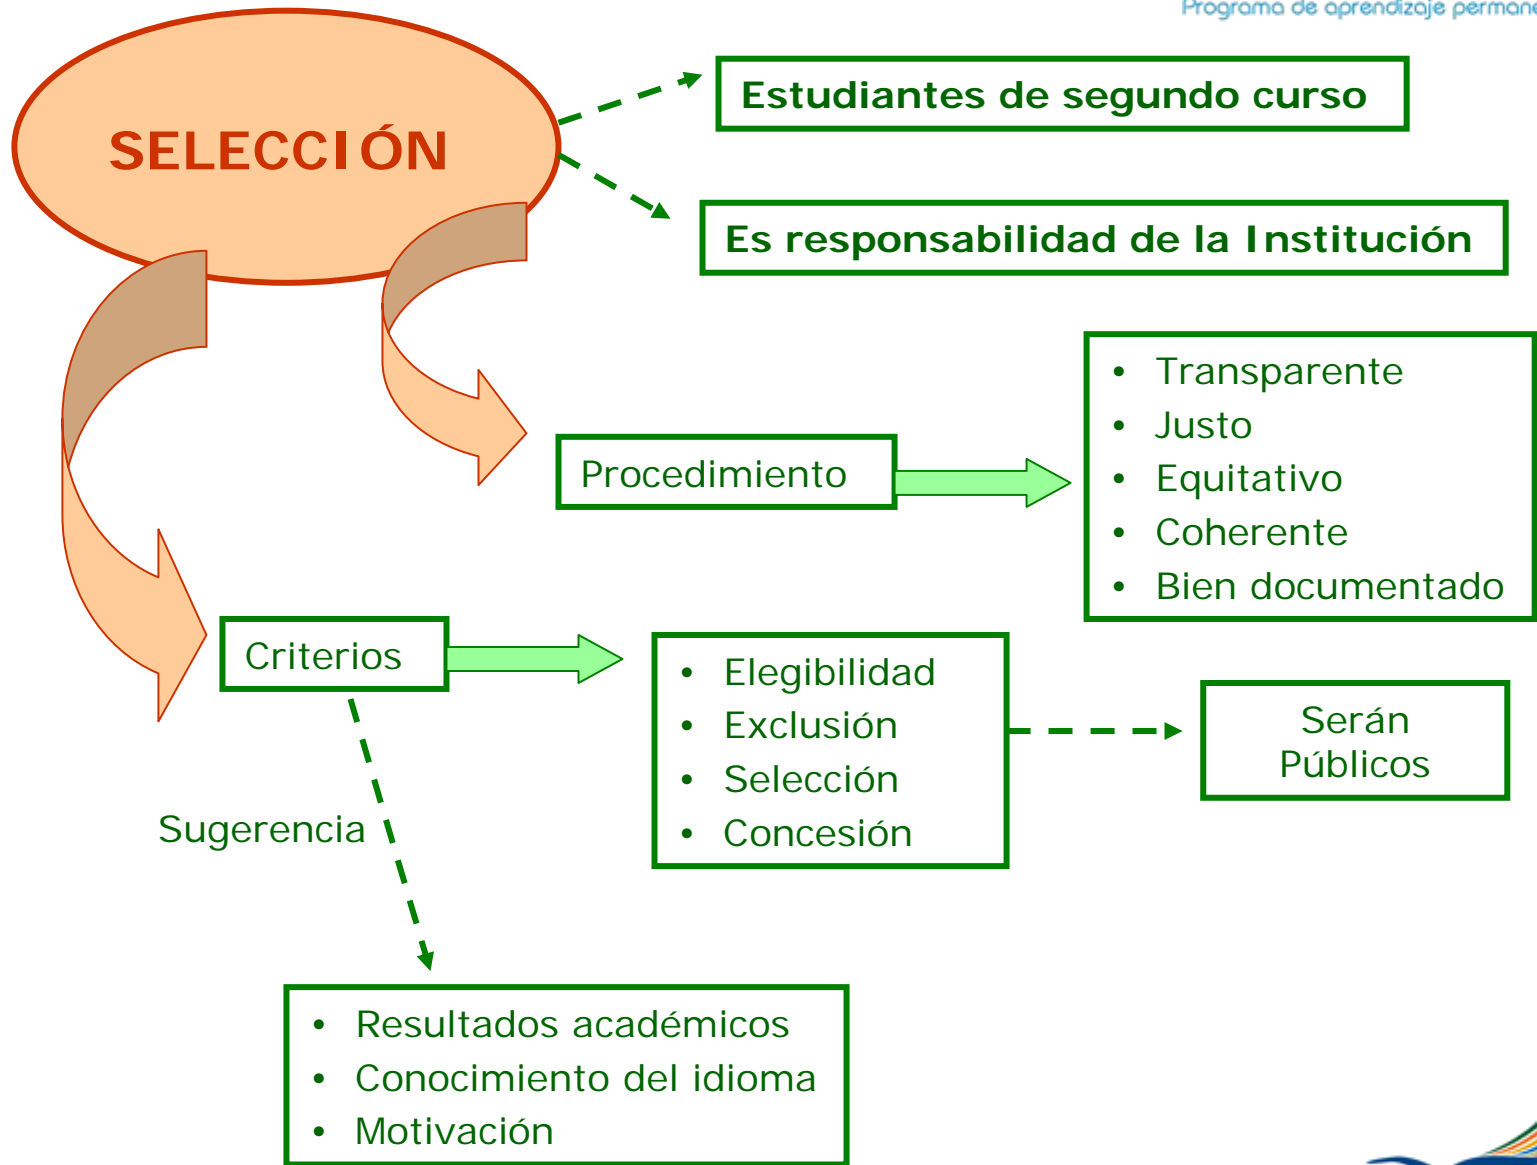 Programa de aprendizaje
SELECCIÓN
Estudiantes de segundo curso
Es responsabilidad de la Institución
• Transparente
• Justo
• Equitativo
• Coherente
• Bien documentado
Procedimiento
Criterios
• Elegibilidad
• Exclusión
• Selección
• Concesión
Serán
Públicos
Sugerencia
• Resultados académicos
• Conocimiento del idioma
• Motivación